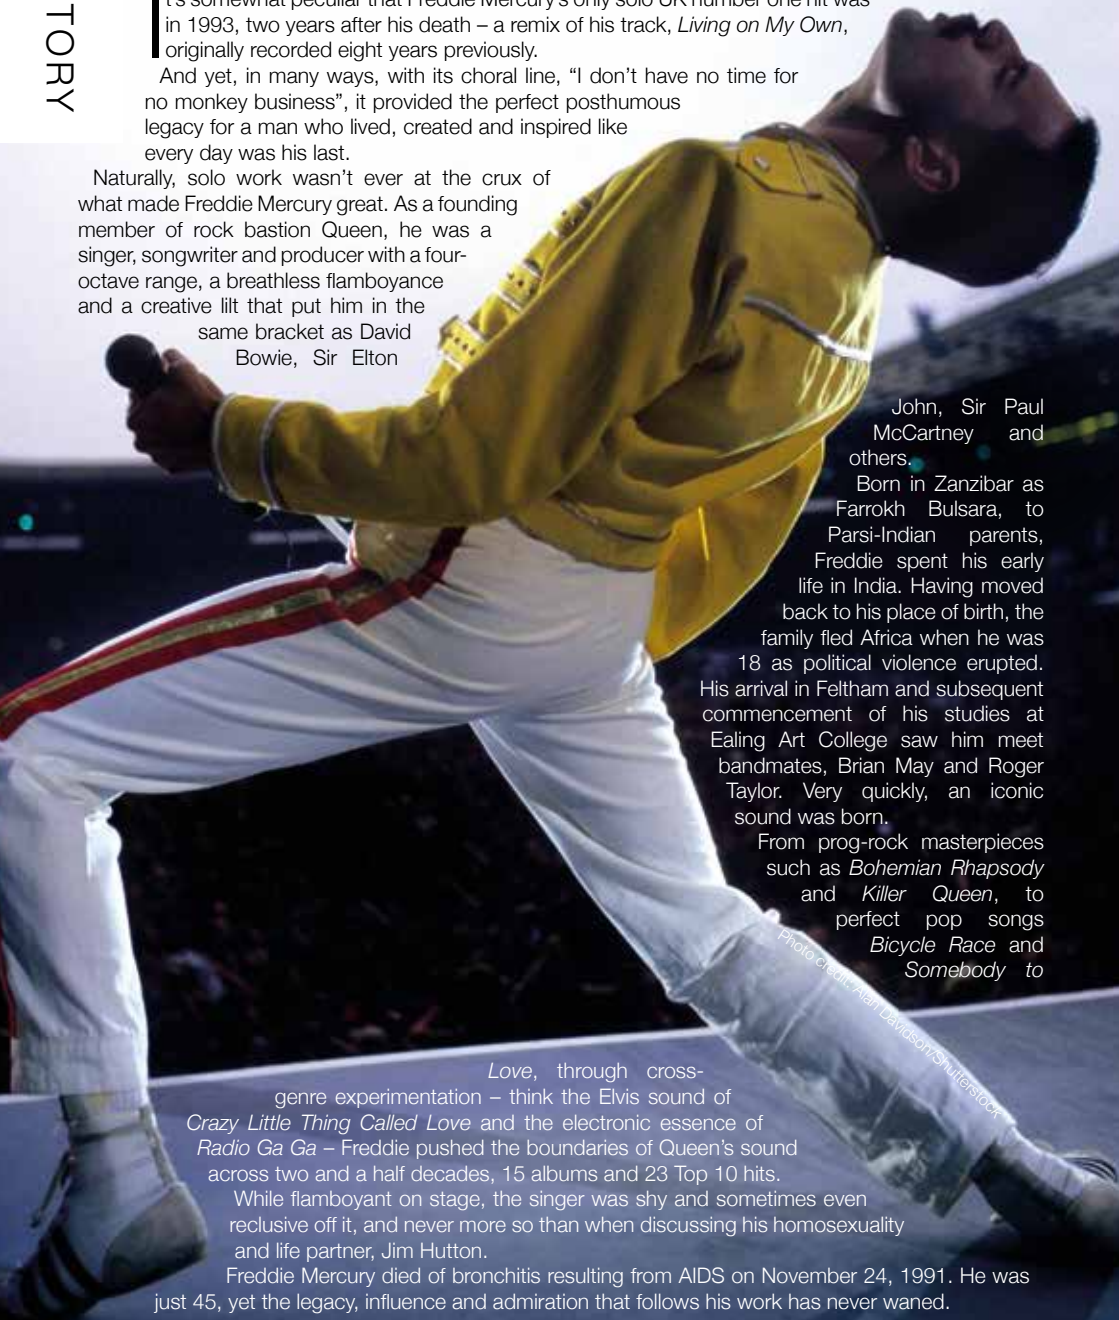 TORY
t's somewhat peculiar that Freddie Mercury's only solo UK number one hit was
in 1993, two years after his death – a remix of his track, Living on My Own,
originally recorded eight years previously.
And yet, in many ways, with its choral line, “I don't have no time for
no monkey business”, it provided the perfect posthumous
legacy for a man who lived, created and inspired like
every day was his last.
Naturally, solo work wasn't ever at the crux of
what made Freddie Mercury great. As a founding
member of rock bastion Queen, he was a
singer, songwriter and producer with a four-
octave range, a breathless flamboyance
and a creative lilt that put him in the
same bracket as David
Bowie, Sir Elton
John, Sir Paul
McCartney and
others.
Born in Zanzibar as
Farrokh Bulsara, to
Parsi-Indian parents,
Freddie spent his early
life in India. Having moved
back to his place of birth, the
family fled Africa when he was
18 as political violence erupted.
His arrival in Feltham and subsequent
commencement of his studies at
Ealing Art College saw him meet
bandmates, Brian May and Roger
Taylor. Very quickly, an iconic
sound was born.
From prog-rock masterpieces
such as Bohemian Rhapsody
and Killer Queen, to
perfect pop songs
Bicycle Race and
Somebody to
Love, through cross-
genre experimentation – think the Elvis sound of
Crazy Little Thing Called Love and the electronic essence of
Radio Ga Ga – Freddie pushed the boundaries of Queen's sound
across two and a half decades, 15 albums and 23 Top 10 hits.
While flamboyant on stage, the singer was shy and sometimes even
reclusive off it, and never more so than when discussing his homosexuality
and life partner, Jim Hutton.
Freddie Mercury died of bronchitis resulting from AIDS on November 24, 1991. He was
just 45, yet the legacy, influence and admiration that follows his work has never waned.
Photo credit: Alan Davidson/Shutterstock